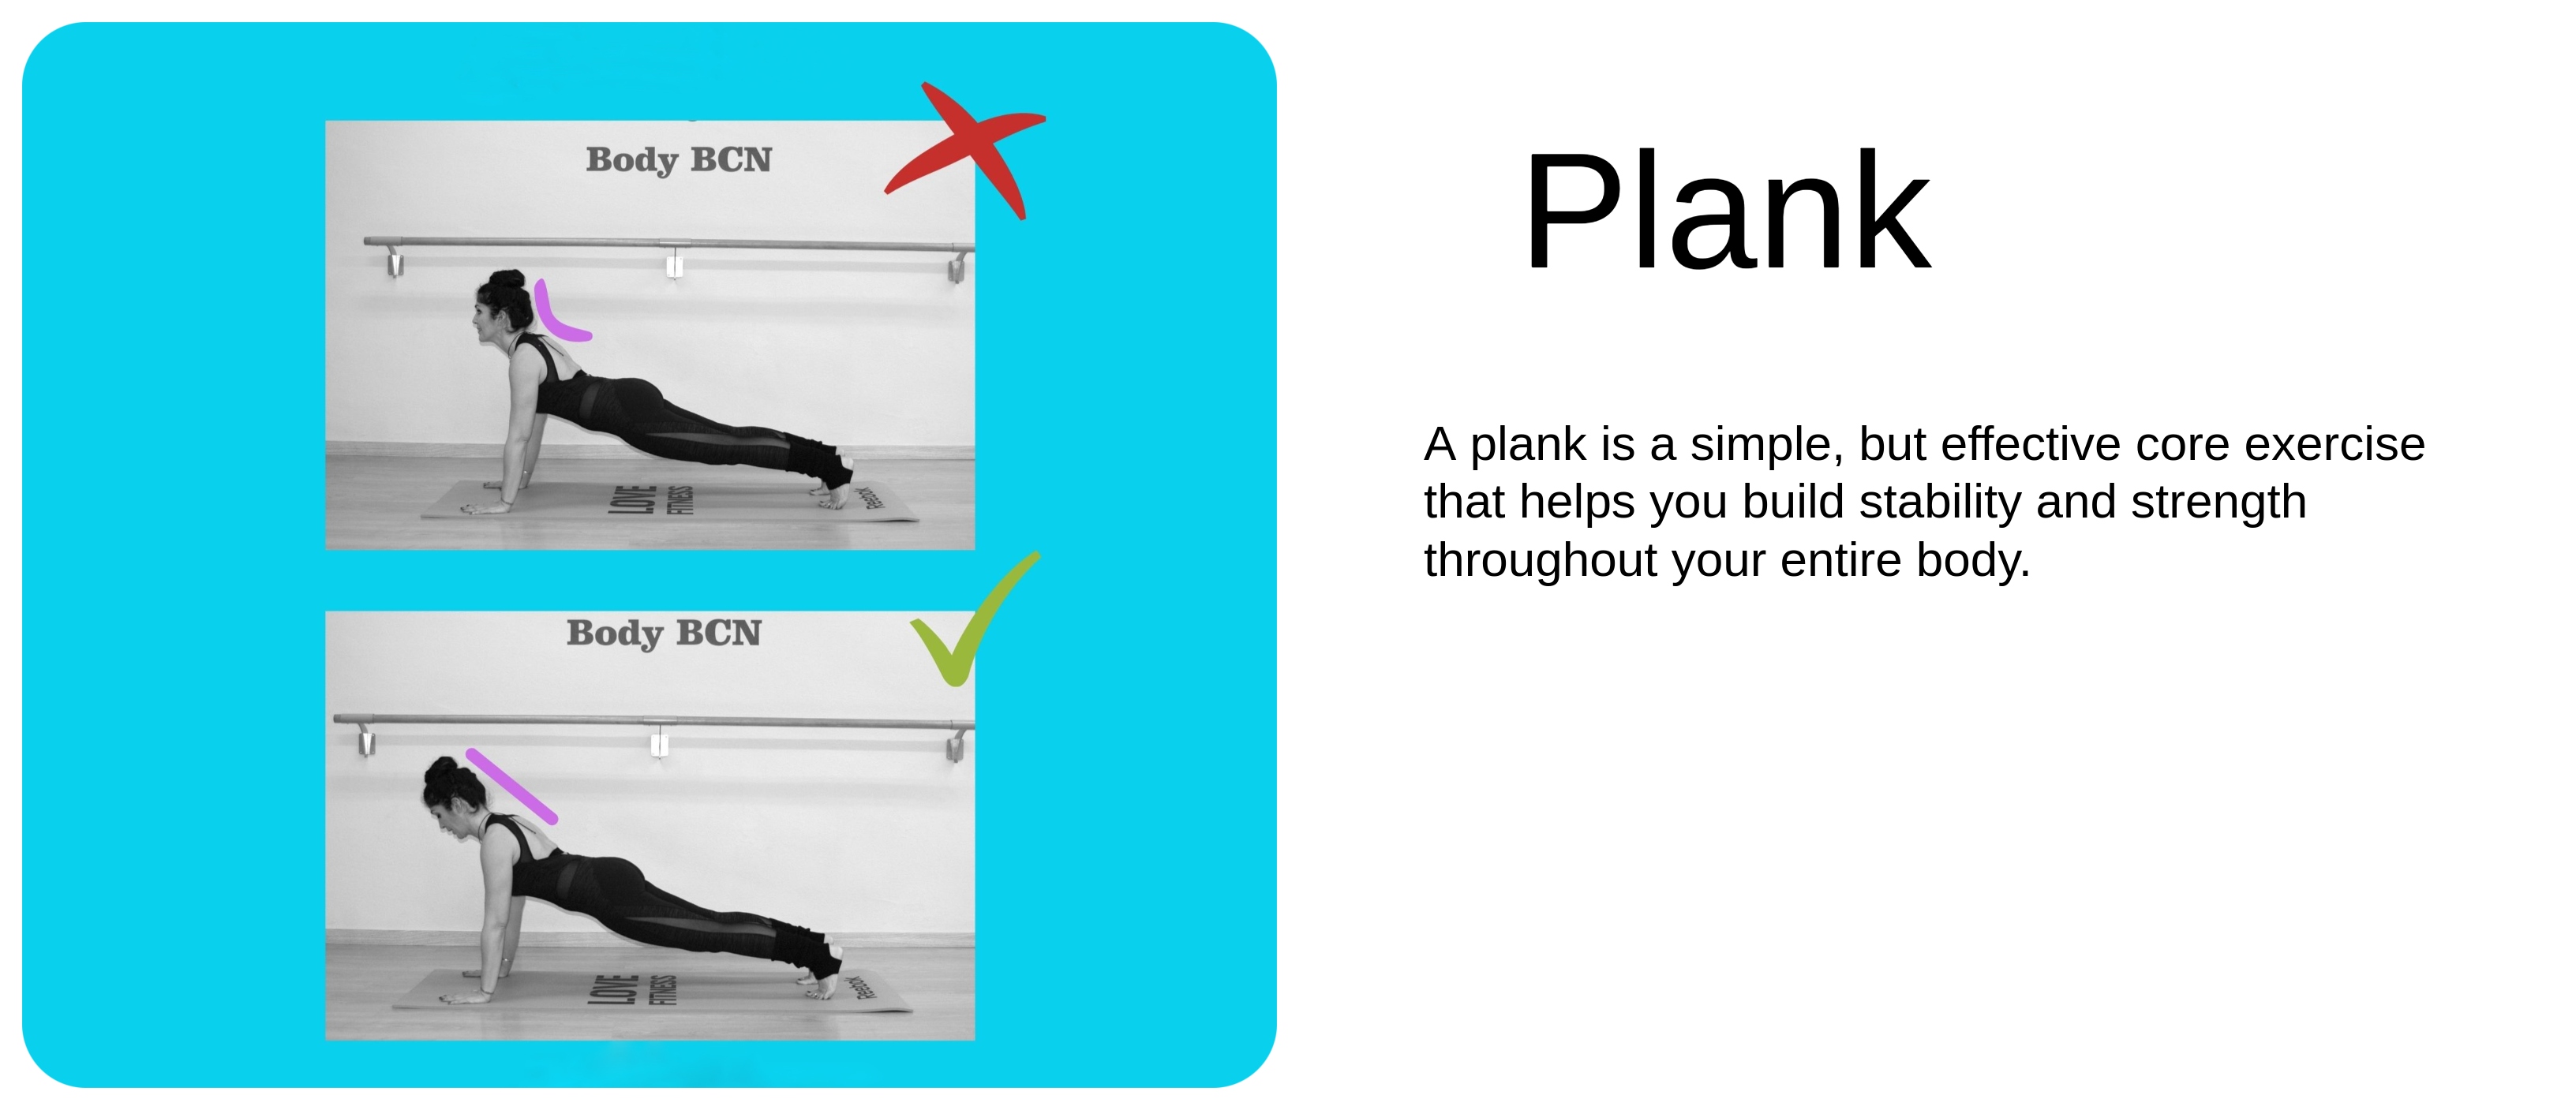 Body BCN
LOVE
FITNESS
Reebok
Body BCN
LOVE
FITNESS
Reebok
Plank
A plank is a simple, but effective core exercise
that helps you build stability and strength
throughout your entire body.